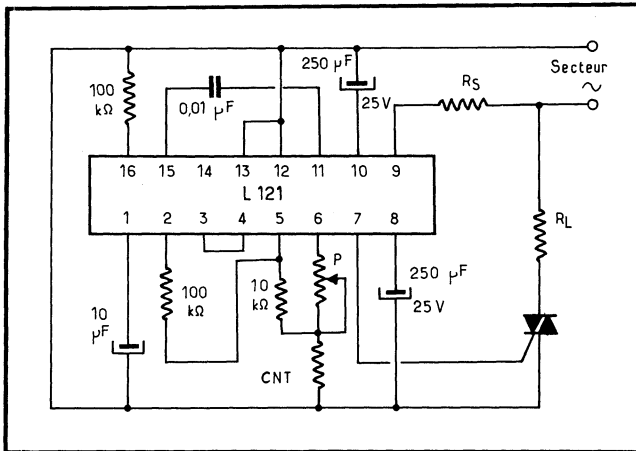 250 µF
25V
RS
Secteur
~
100
kΩ
0,01 µF
16 15 14 13 12 11 10 9
L 121
1 2 3 4 5 6 7 8
P
RL
100
kΩ
10
kΩ
250 µF
25 V
10
µF
CNT